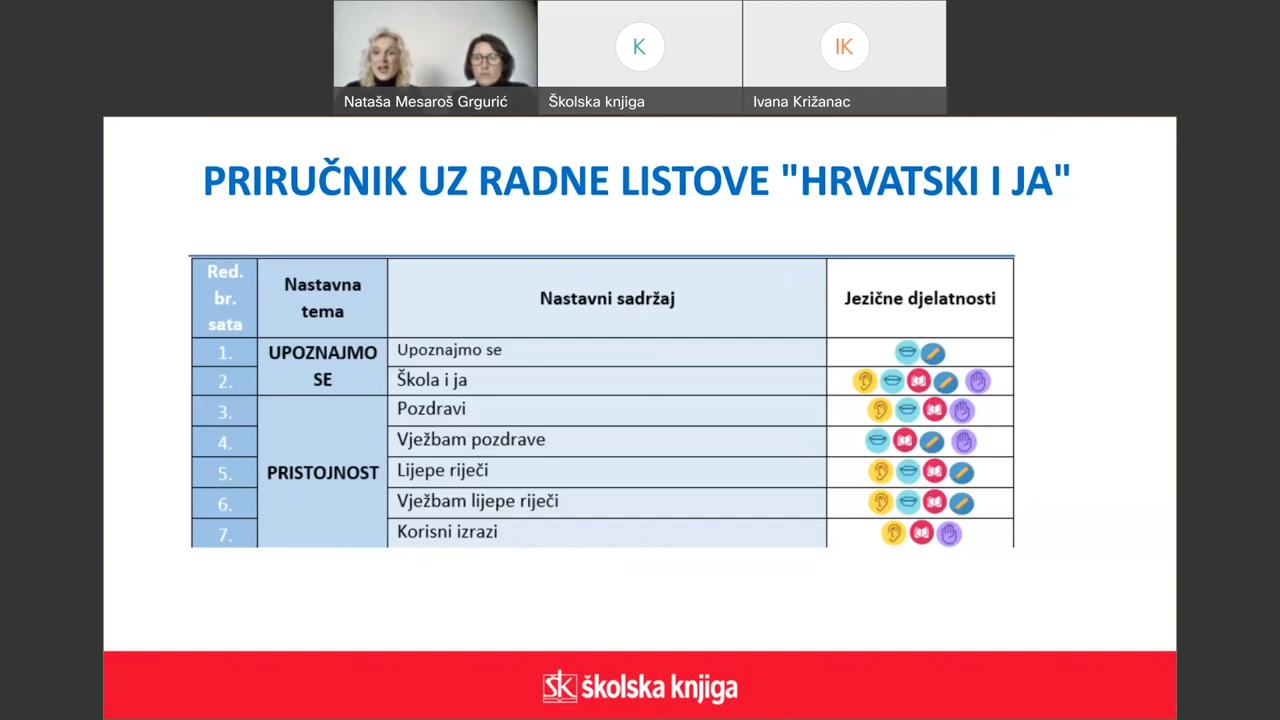 K
IK
Nataša Mesaroš Grgurić
Školska knjiga
Ivana Križanac
PRIRUČNIK UZ RADNE LISTOVE "HRVATSKI I JA"
Red.
br.
sata
Nastavna
tema
Nastavni sadržaj
Jezične djelatnosti
1.
UPOZNAJMO
SE
Upoznajmo se
2.
Škola i ja
3.
PRISTOJNOST
Pozdravi
4.
Vježbam pozdrave
5.
Lijepe riječi
6.
Vježbam lijepe riječi
7.
Korisni izrazi
šk školska knjiga